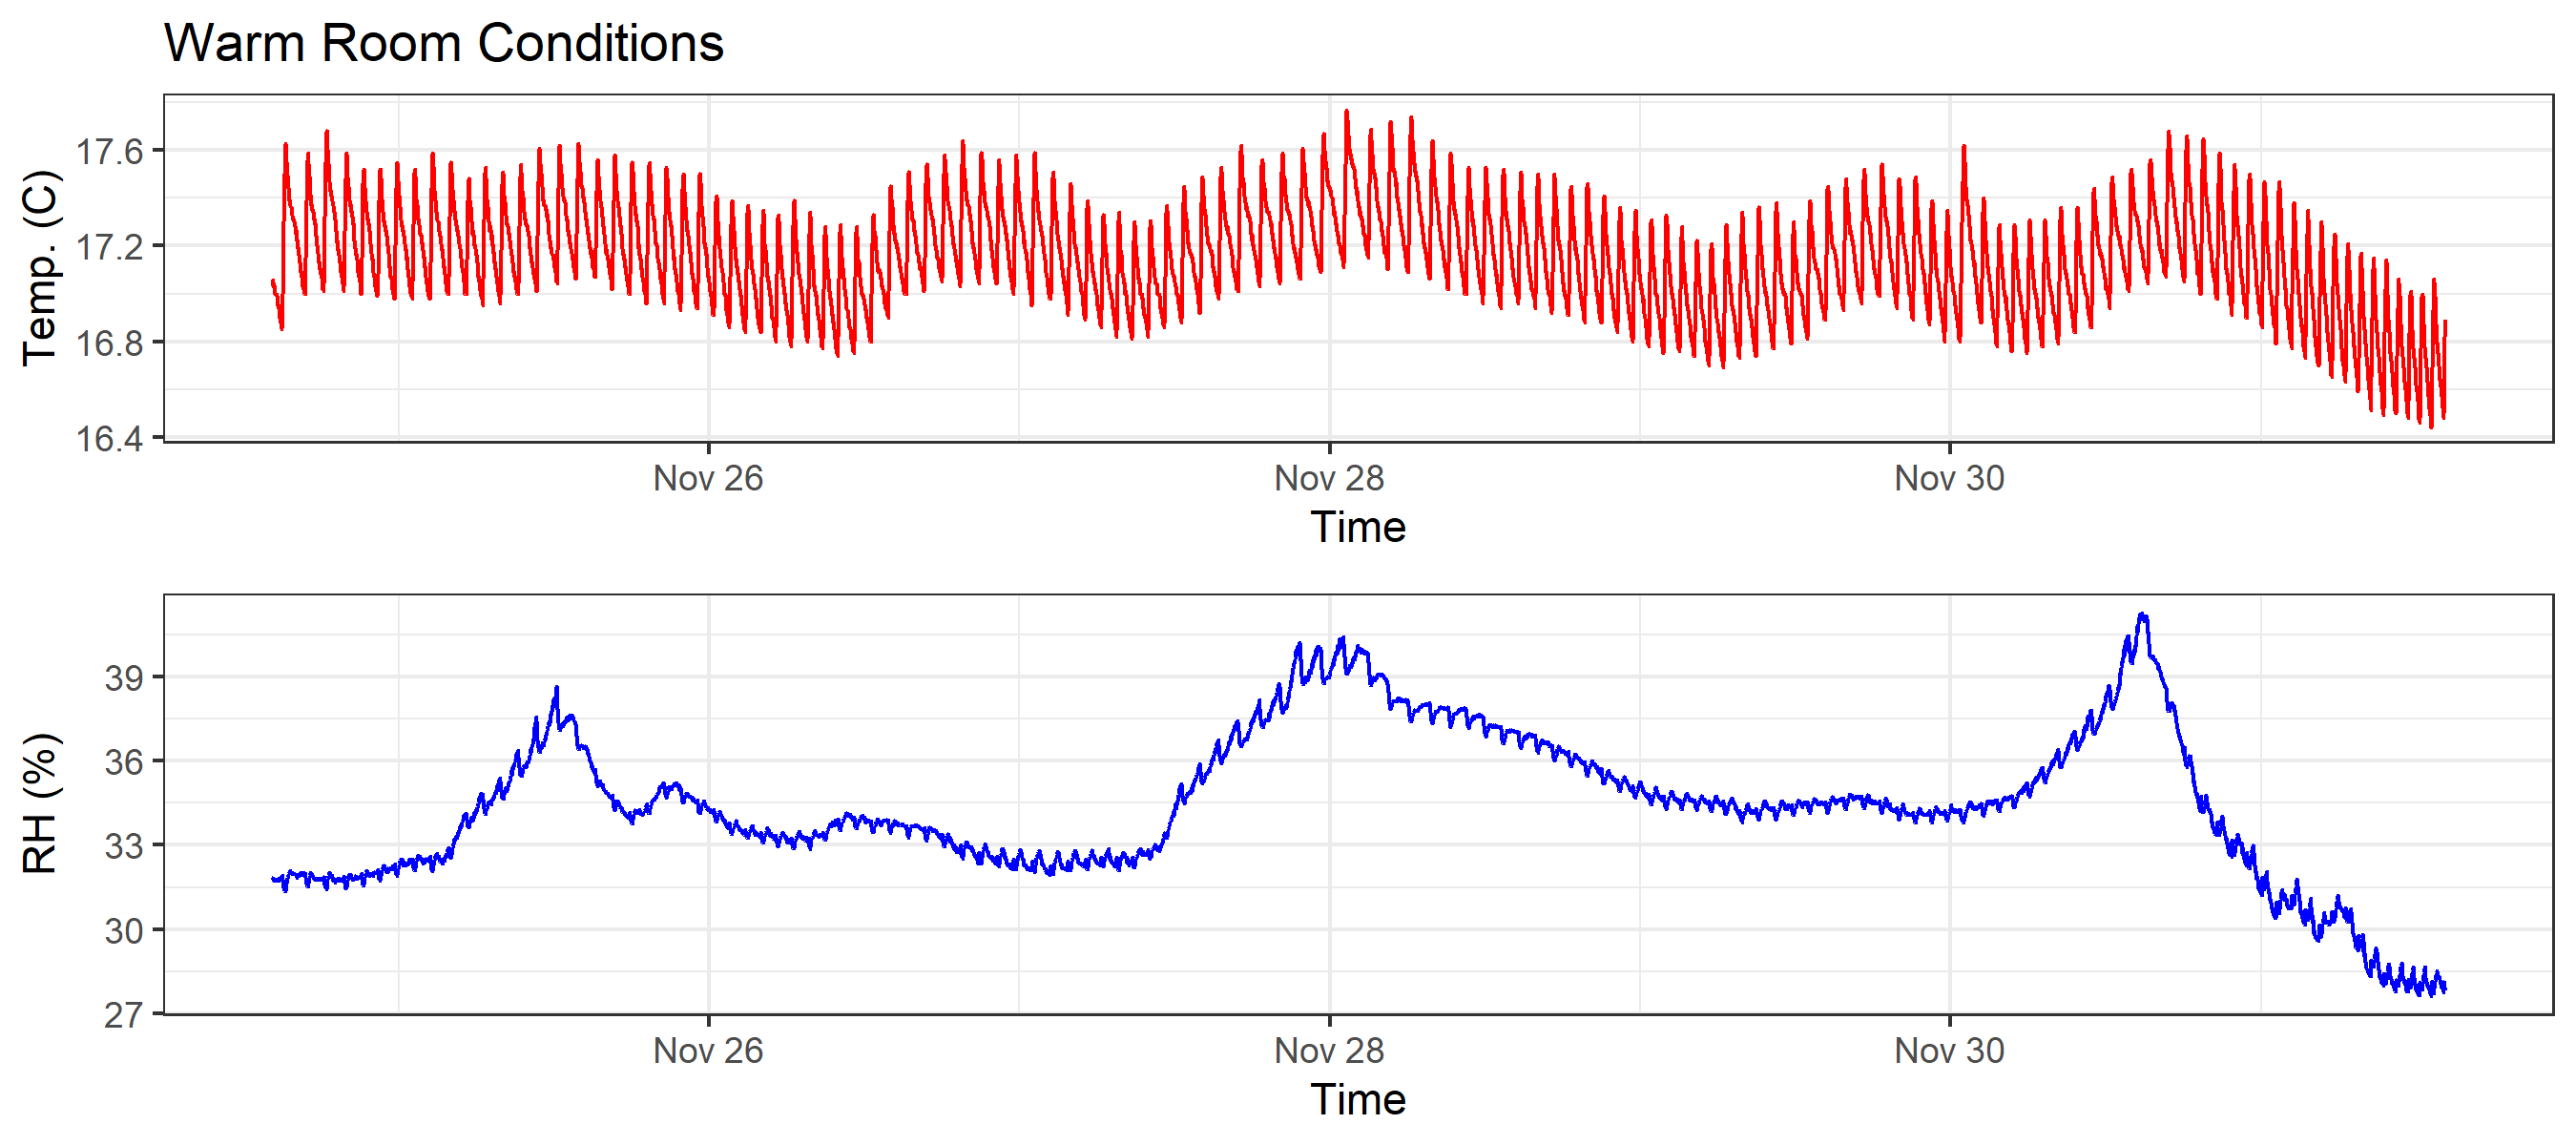 Warm Room Conditions
Temp. (C)
17.6
17.2
16.8
16.4
Nov 26 Nov 28 Nov 30
Time
RH (%)
39
36
33
30
27
Nov 26 Nov 28 Nov 30
Time